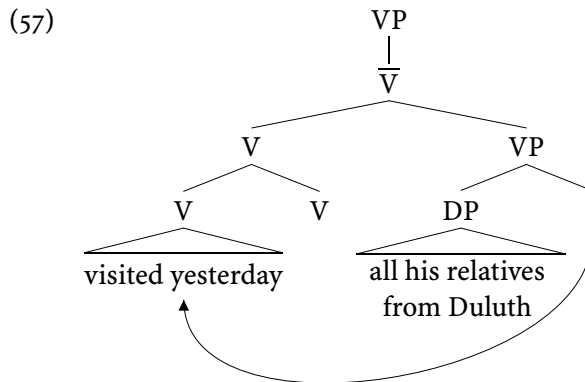 (57)
VP
V̅
V VP
V V DP
visited yesterday all his relatives
from Duluth